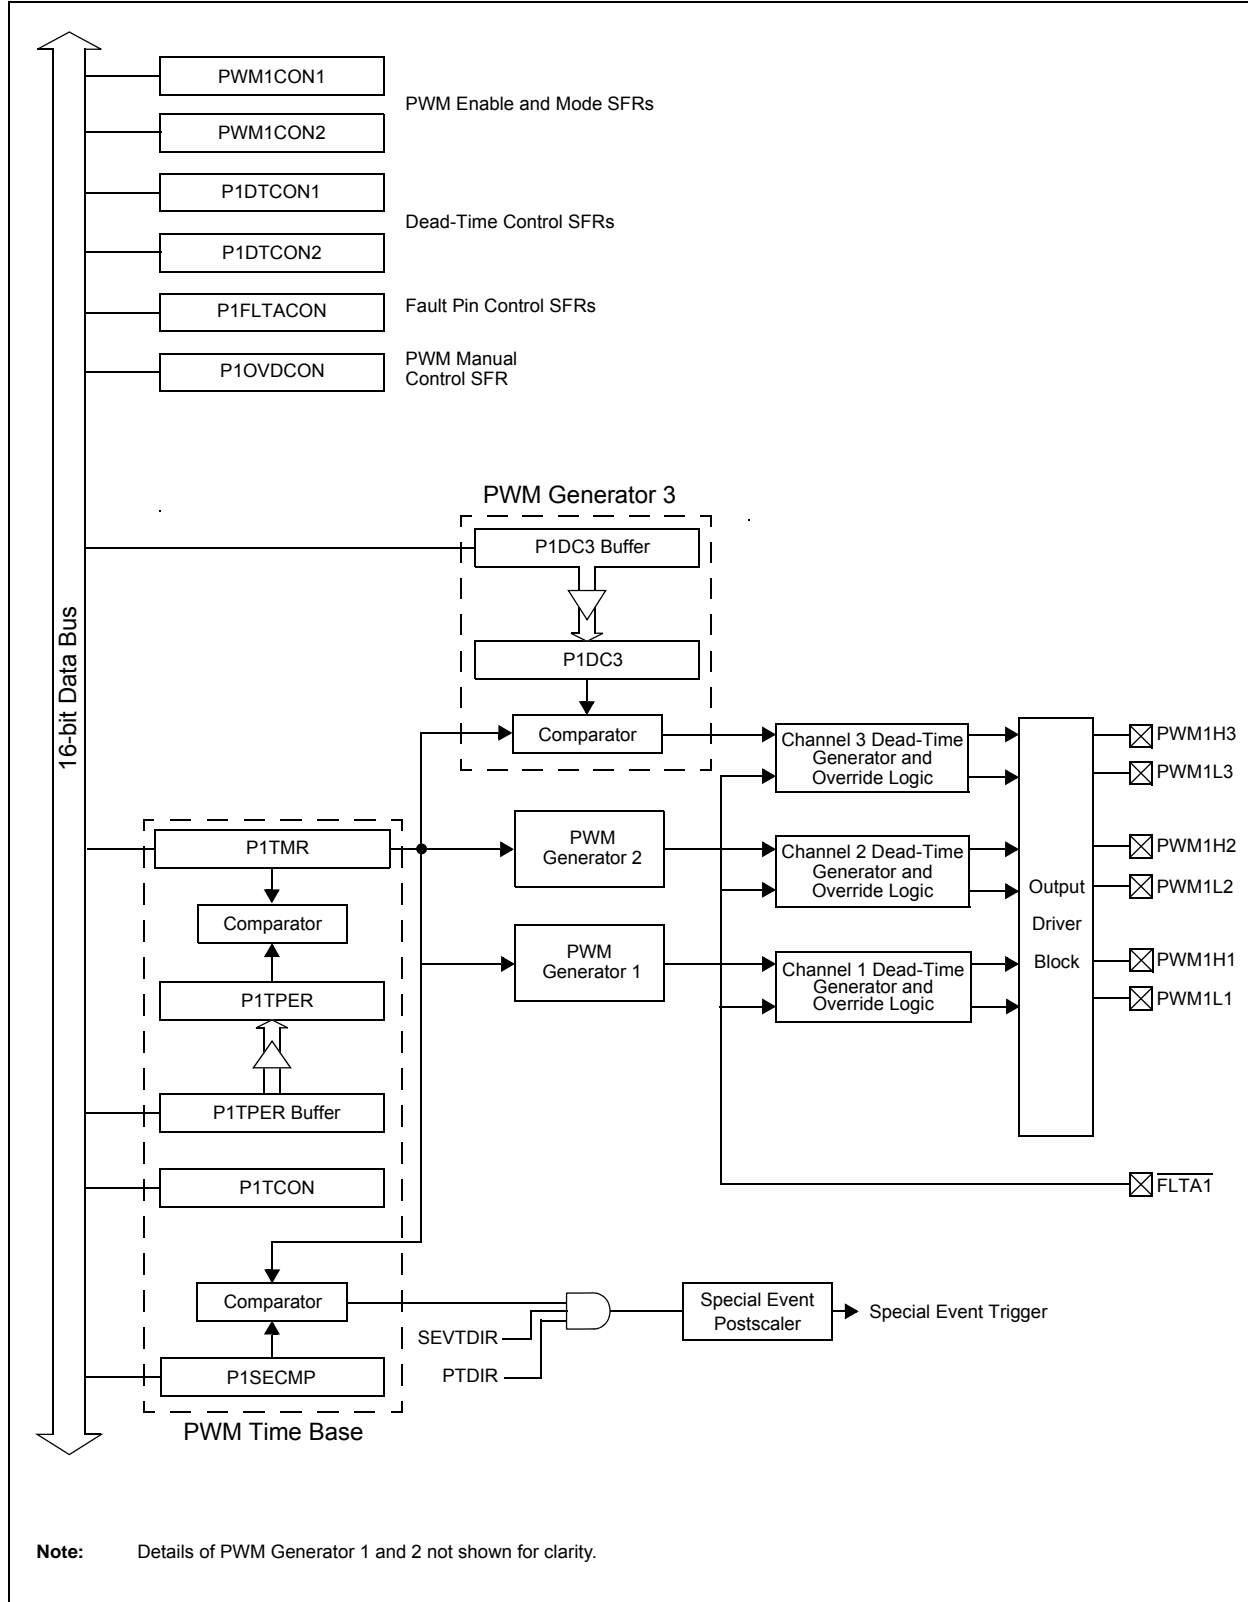 PWM1CON1
PWM Enable and Mode SFRs
PWM1CON2
P1DTCON1
Dead-Time Control SFRs
P1DTCON2
P1FLTACON
Fault Pin Control SFRs
P1OVDCON
PWM Manual
Control SFR
16-bit Data Bus
PWM Generator 3
P1DC3 Buffer
P1DC3
Comparator
Channel 3 Dead-Time
Generator and
Override Logic
PWM1H3
PWM1L3
P1TMR
PWM
Generator 2
Channel 2 Dead-Time
Generator and
Override Logic
PWM1H2
PWM1L2
Output
Driver
Block
Comparator
PWM
Generator 1
Channel 1 Dead-Time
Generator and
Override Logic
PWM1H1
PWM1L1
P1TPER
P1TPER Buffer
P1TCON
FLTA1
Comparator
SEVTDIR
PTDIR
Special Event
Postscaler
Special Event Trigger
P1SECMP
PWM Time Base
Note: Details of PWM Generator 1 and 2 not shown for clarity.